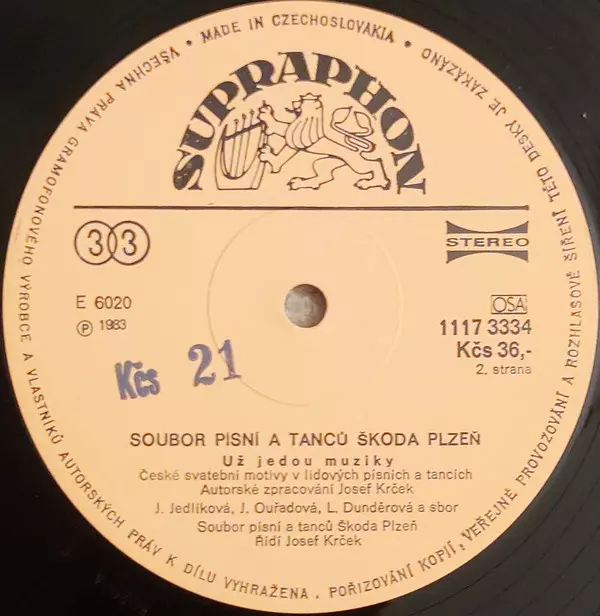 VŠECHNA PRÁVA GRAMOFONOVÉHO VÝROBCE A VLASTNÍKŮ AUTORSKÝCH PRÁV K DÍLU VYHRAŽENA. POŘIZOVÁNÍ KOPIÍ, VEŘEJNÉ PROVOZOVÁNÍ A ROZHLASOVÉ ŠÍŘENÍ TÉTO DESKY JE ZAKÁZÁNO
• MADE IN CZECHOSLOVAKIA •
SUPRAPHON
33
STEREO
E 6020
OSA
℗ 1983
1117 3334
Kčs 36,-
Kčs 21
2. strana
SOUBOR PÍSNÍ A TANCŮ ŠKODA PLZEŇ
Už jedou muziky
České svatební motivy v lidových písních a tancích
Autorské zpracování Josef Krček
J. Jedlíková, J. Ouřadová, L. Dunděrová a sbor
Soubor písní a tanců Škoda Plzeň
Řídí Josef Krček